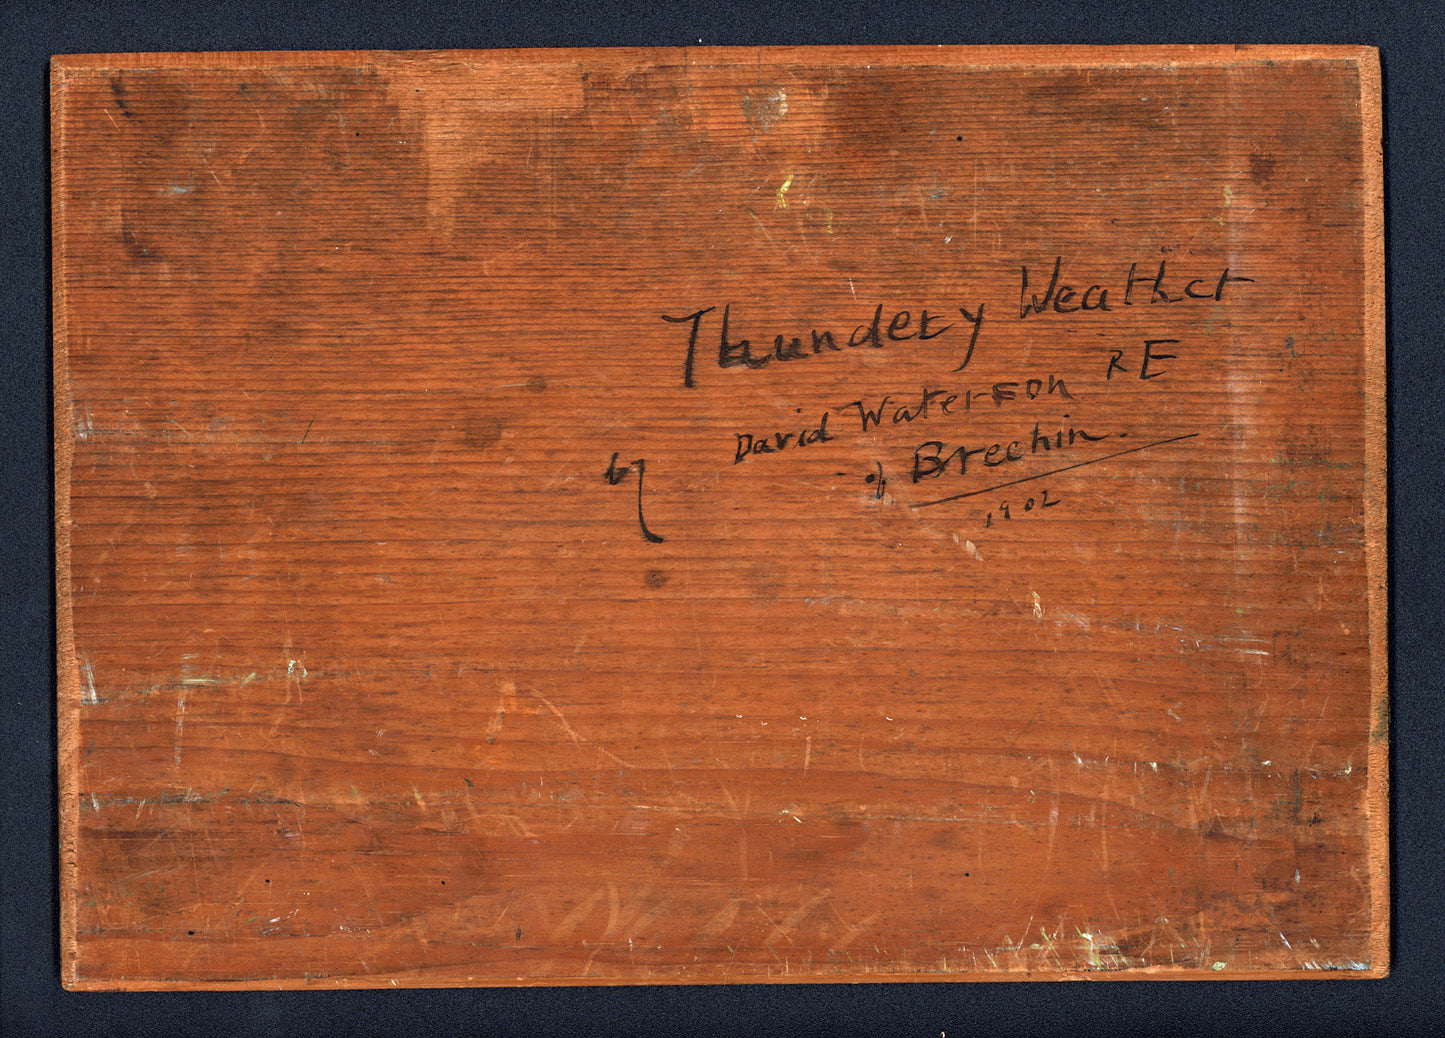 Thundery Weather
by David Waterson RE
of Brechin.
1902